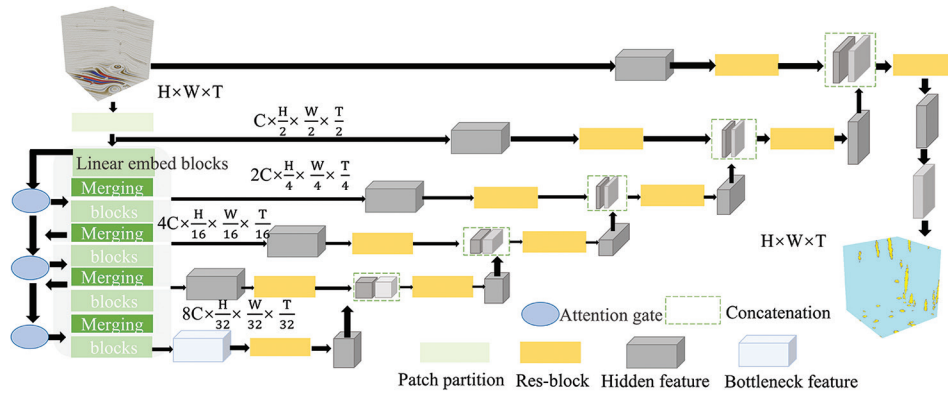 H×W×T
C×H/2×W/2×T/2
Linear embed blocks
Merging
2C×H/4×W/4×T/4
blocks
4C×H/16×W/16×T/16
Merging
blocks
Merging
blocks
8C×H/32×W/32×T/32
Merging
blocks
H×W×T
Attention gate
Concatenation
Patch partition
Res-block
Hidden feature
Bottleneck feature